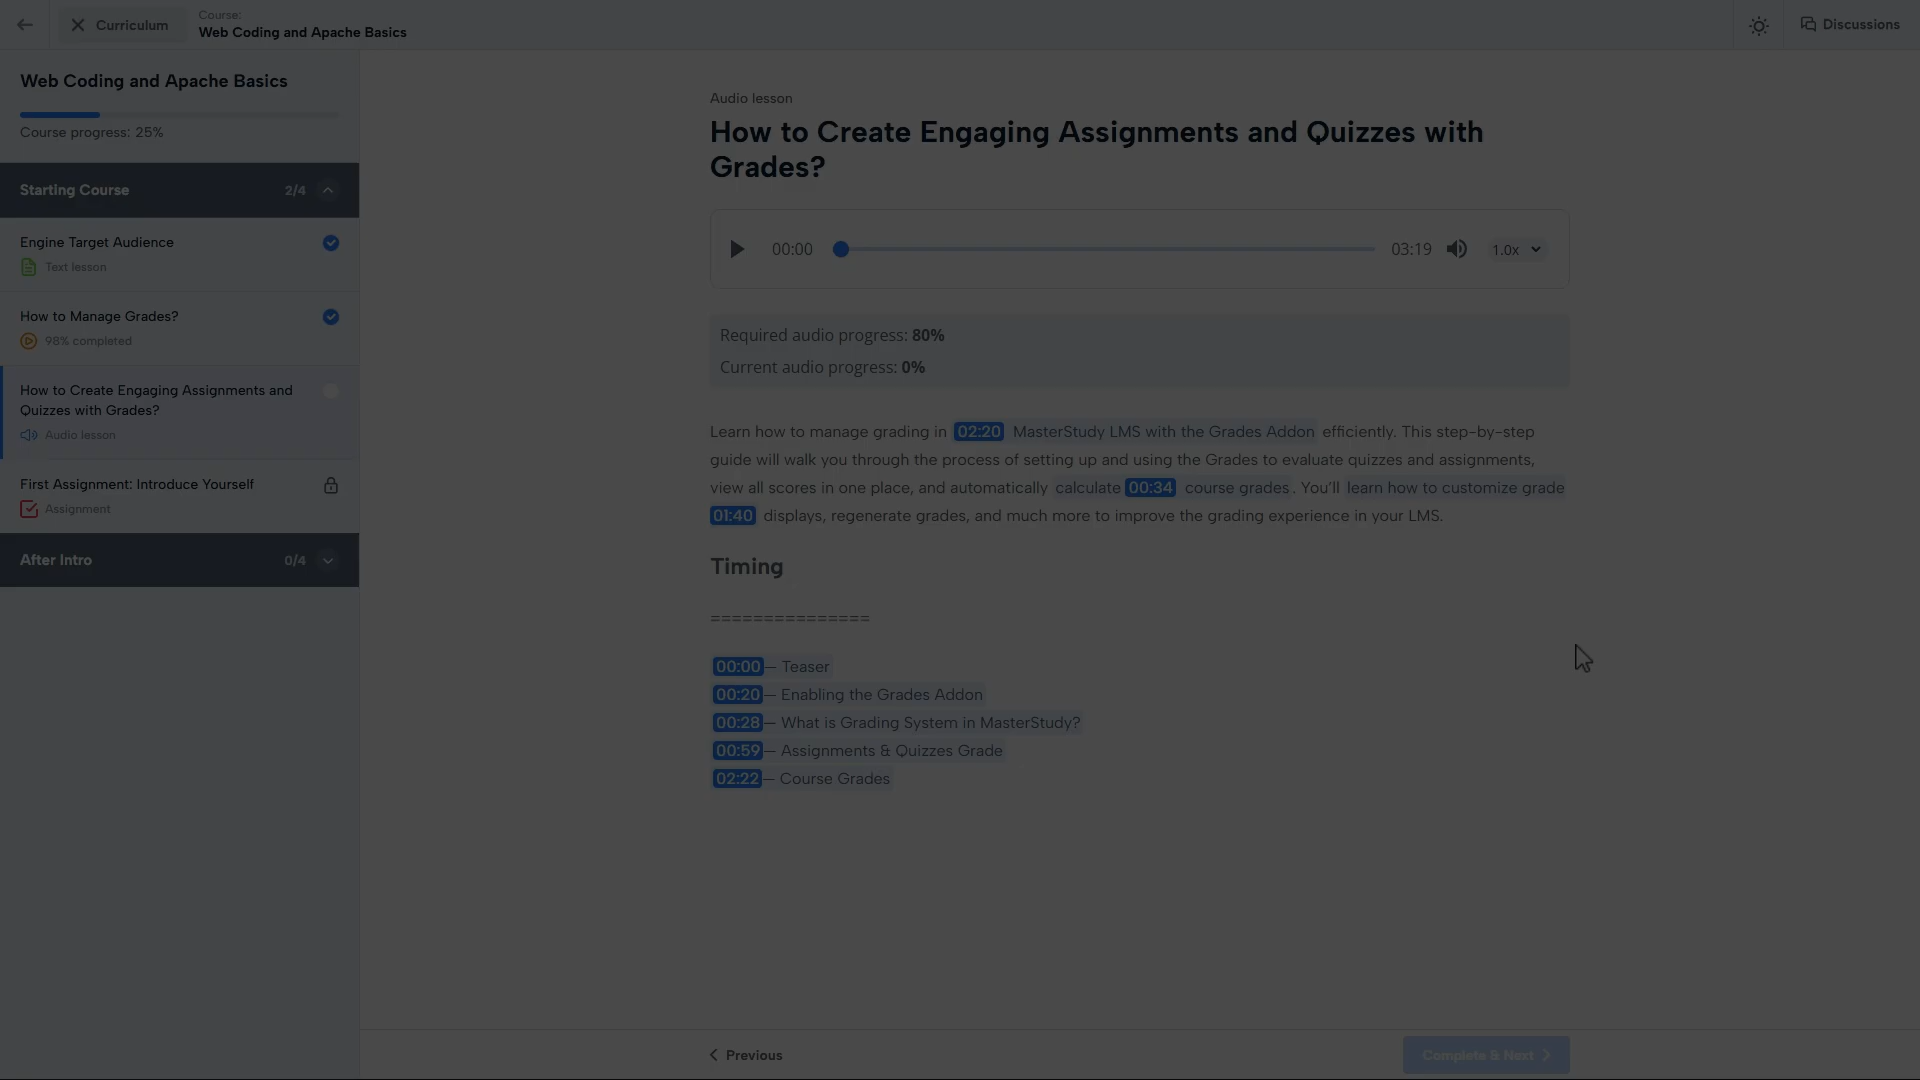 Curriculum
Course:
Web Coding and Apache Basics
Discussions
Web Coding and Apache Basics
Course progress: 25%
Starting Course 2/4
Engine Target Audience
Text lesson
How to Manage Grades?
98% completed
How to Create Engaging Assignments and
Quizzes with Grades?
Audio lesson
First Assignment: Introduce Yourself
Assignment
After Intro 0/4
Audio lesson
How to Create Engaging Assignments and Quizzes with
Grades?
00:00 03:19 1.0x
Required audio progress: 80%
Current audio progress: 0%
Learn how to manage grading in 02:20 MasterStudy LMS with the Grades Addon efficiently. This step-by-step
guide will walk you through the process of setting up and using the Grades to evaluate quizzes and assignments,
view all scores in one place, and automatically calculate 00:34 course grades. You'll learn how to customize grade
01:40 displays, regenerate grades, and much more to improve the grading experience in your LMS.
Timing
===============
00:00— Teaser
00:20— Enabling the Grades Addon
00:28— What is Grading System in MasterStudy?
00:59— Assignments & Quizzes Grade
02:22— Course Grades
Previous
Complete & Next